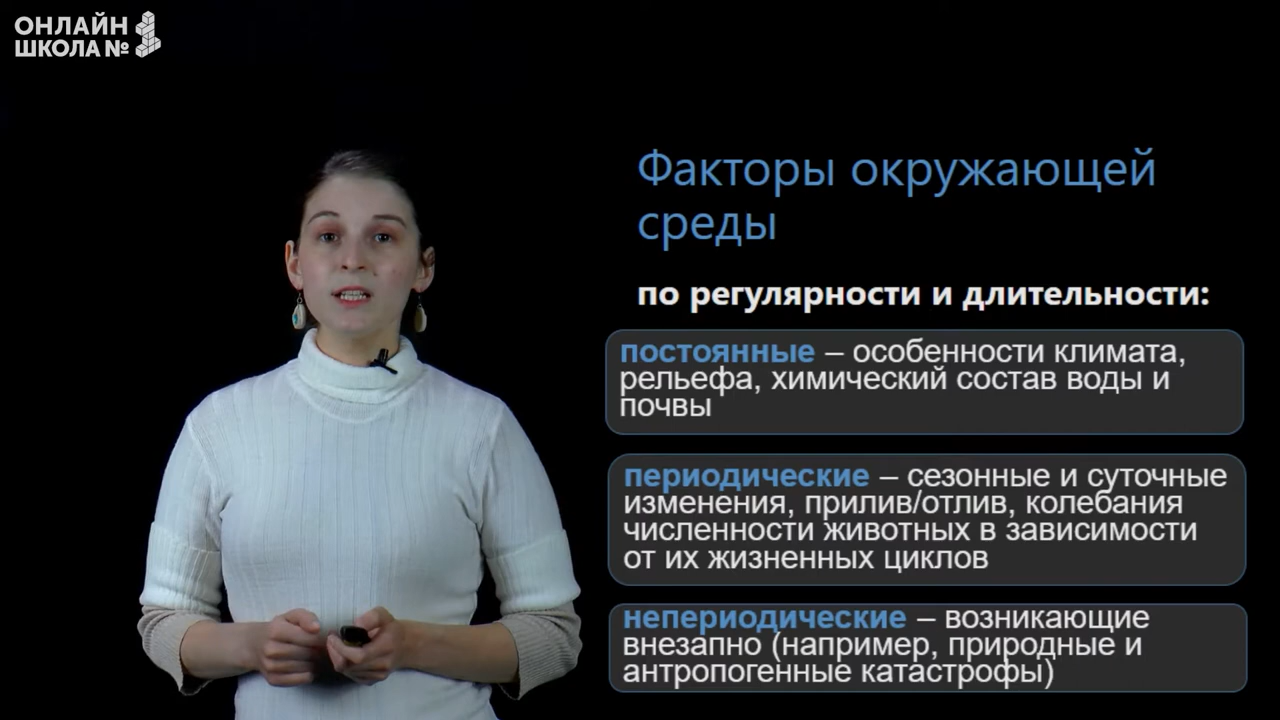 ОНЛАЙН
ШКОЛА № 1
Факторы окружающей
среды
по регулярности и длительности:
постоянные – особенности климата,
рельефа, химический состав воды и
почвы
периодические – сезонные и суточные
изменения, прилив/отлив, колебания
численности животных в зависимости
от их жизненных циклов
непериодические – возникающие
внезапно (например, природные и
антропогенные катастрофы)